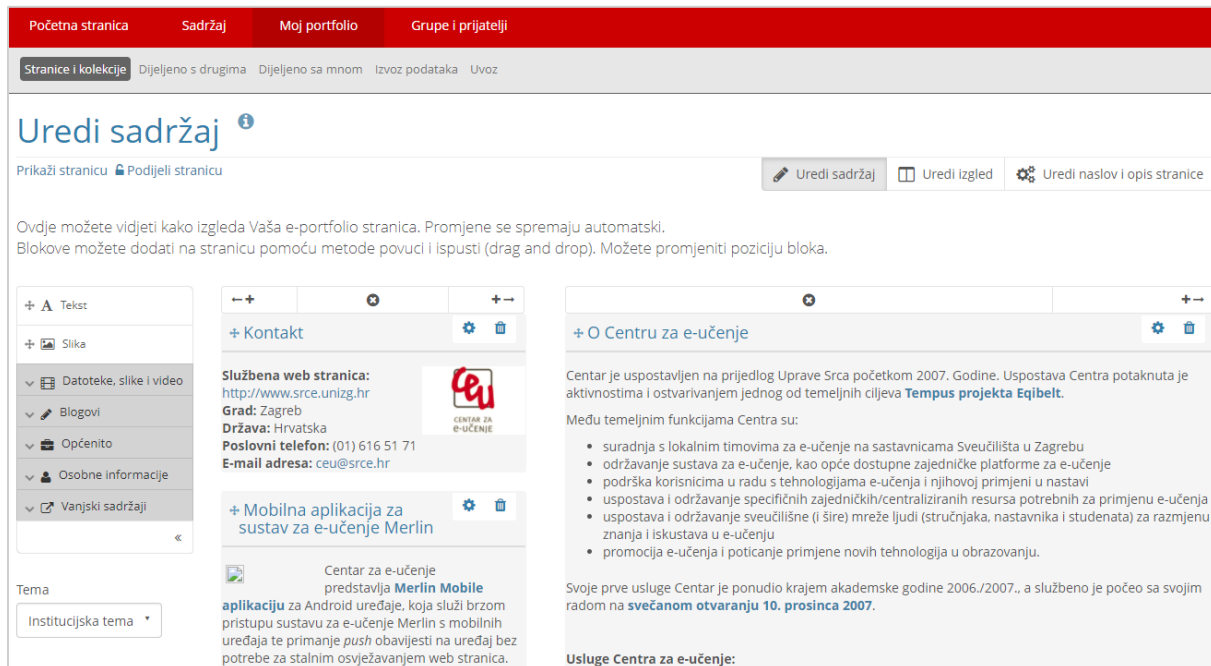 Početna stranica Sadržaj Moj portfolio Grupe i prijatelji
Stranice i kolekcije Dijeljeno s drugima Dijeljeno sa mnom Izvoz podataka Uvoz
Uredi sadržaj
Prikaži stranicu Podijeli stranicu
Uredi sadržaj Uredi izgled Uredi naslov i opis stranice
Ovdje možete vidjeti kako izgleda Vaša e-portfolio stranica. Promjene se spremaju automatski.
Blokove možete dodati na stranicu pomoću metode povuci i ispusti (drag and drop). Možete promjeniti poziciju bloka.
A Tekst
Slika
Datoteke, slike i video
Blogovi
Općenito
Osobne informacije
Vanjski sadržaji
«
Tema
Institucijska tema
Kontakt
Službena web stranica:
http://www.srce.unizg.hr
Grad: Zagreb
Država: Hrvatska
Poslovni telefon: (01) 616 51 71
E-mail adresa: ceu@srce.hr
ceu
CENTAR ZA
e-UČENJE
Mobilna aplikacija za
sustav za e-učenje Merlin
Centar za e-učenje
predstavlja Merlin Mobile
aplikaciju za Android uređaje, koja služi brzom
pristupu sustavu za e-učenje Merlin s mobilnih
uređaja te primanje push obavijesti na uređaj bez
potrebe za stalnim osvježavanjem web stranica.
O Centru za e-učenje
Centar je uspostavljen na prijedlog Uprave Srca početkom 2007. Godine. Uspostava Centra potaknuta je
aktivnostima i ostvarivanjem jednog od temeljnih ciljeva Tempus projekta Eqibelt.
Među temeljnim funkcijama Centra su:
• suradnja s lokalnim timovima za e-učenje na sastavnicama Sveučilišta u Zagrebu
• održavanje sustava za e-učenje, kao opće dostupne zajedničke platforme za e-učenje
• podrška korisnicima u radu s tehnologijama e-učenja i njihovoj primjeni u nastavi
• uspostava i održavanje specifičnih zajedničkih/centraliziranih resursa potrebnih za primjenu e-učenja
• uspostava i održavanje sveučilišne (i šire) mreže ljudi (stručnjaka, nastavnika i studenata) za razmjenu
znanja i iskustava u e-učenju
• promocija e-učenja i poticanje primjene novih tehnologija u obrazovanju.
Svoje prve usluge Centar je ponudio krajem akademske godine 2006./2007., a službeno je počeo sa svojim
radom na svečanom otvaranju 10. prosinca 2007.
Usluge Centra za e-učenje: